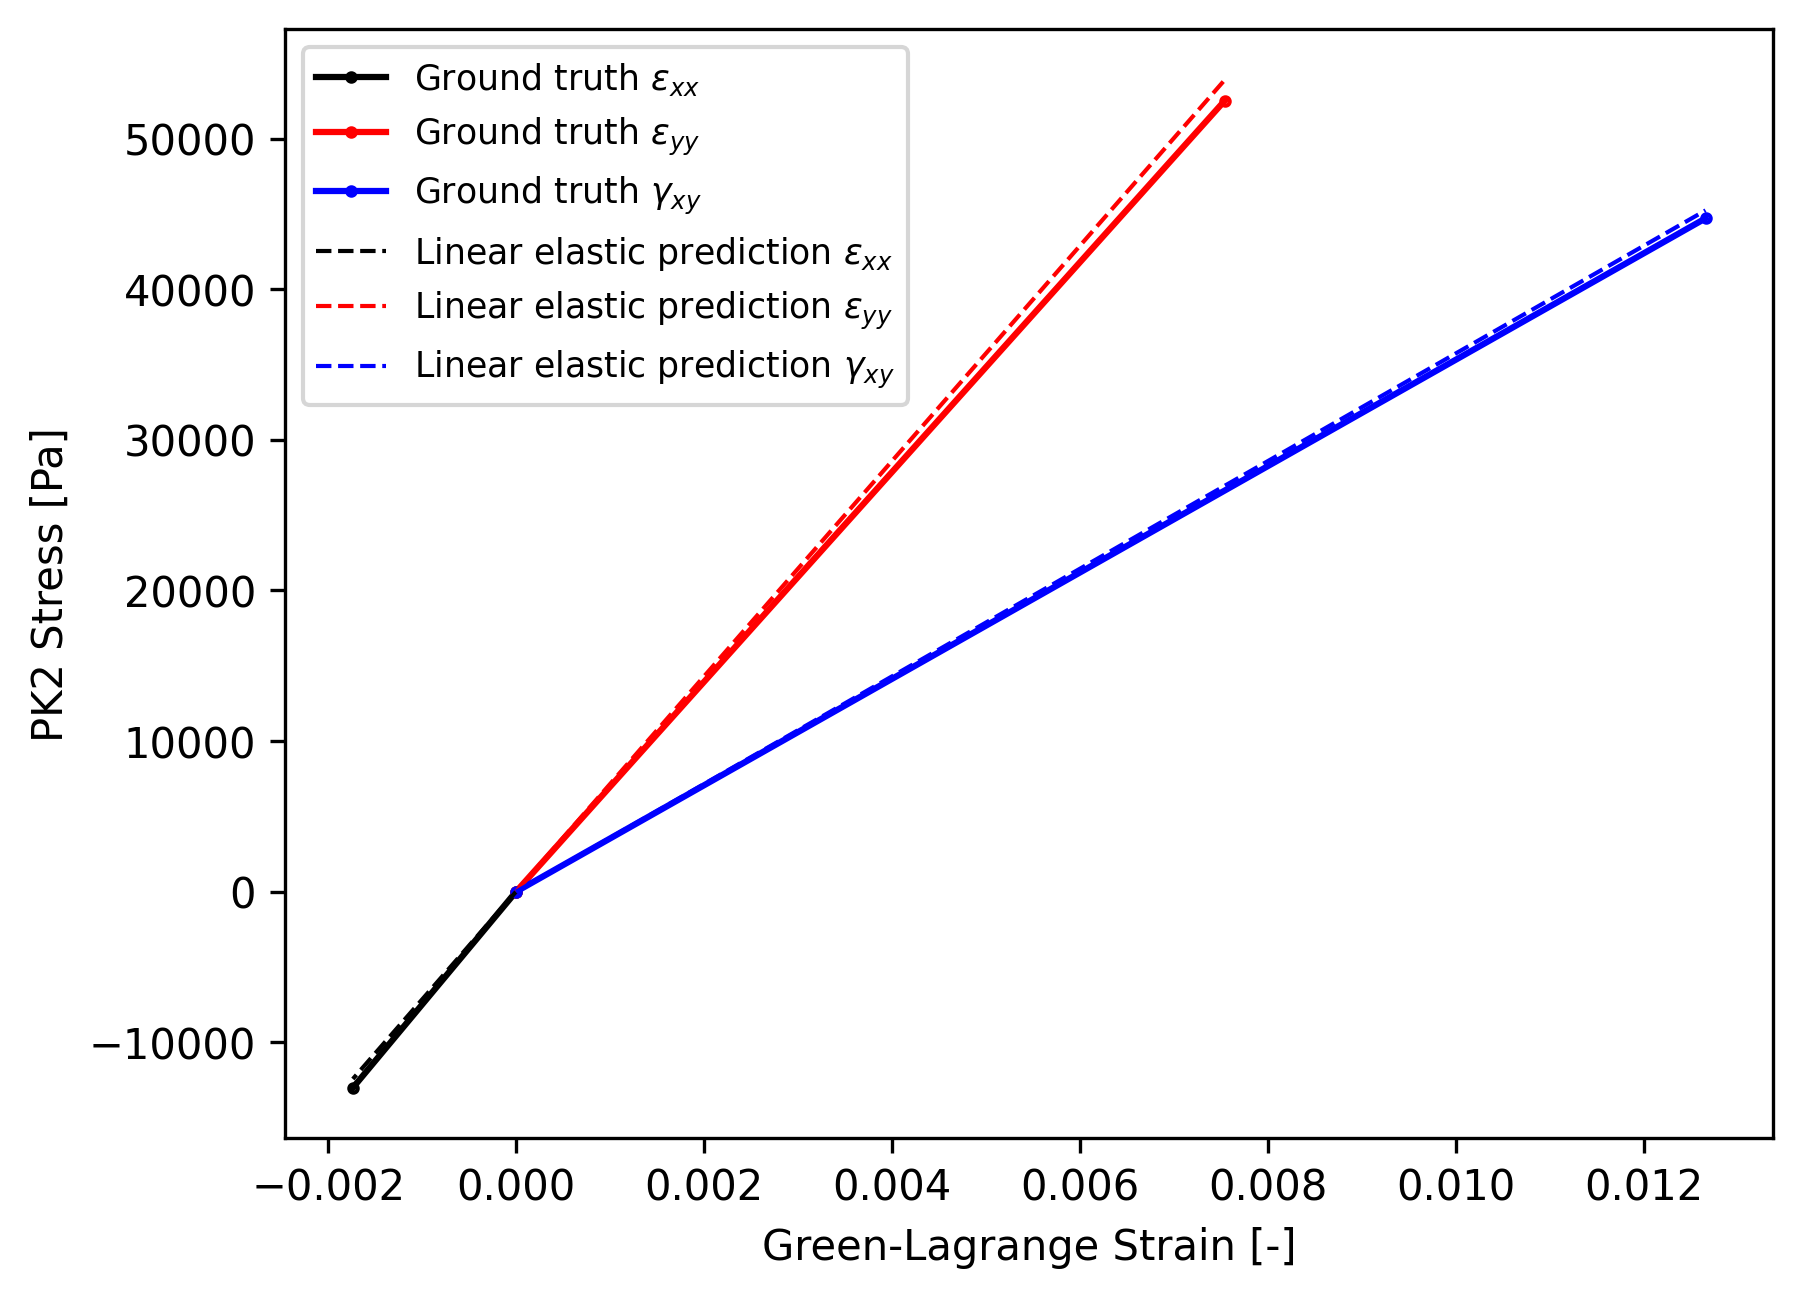 Ground truth εxx
Ground truth εyy
Ground truth γxy
Linear elastic prediction εxx
Linear elastic prediction εyy
Linear elastic prediction γxy
50000
40000
30000
20000
10000
0
−10000
PK2 Stress [Pa]
−0.002 0.000 0.002 0.004 0.006 0.008 0.010 0.012
Green-Lagrange Strain [-]